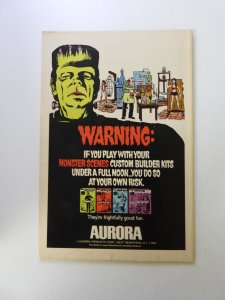 WARNING:
IF YOU PLAY WITH YOUR
MONSTER SCENES CUSTOM BUILDER KITS
UNDER A FULL MOON...YOU DO SO
AT YOUR OWN RISK.
They're frightfully good fun.
AURORA